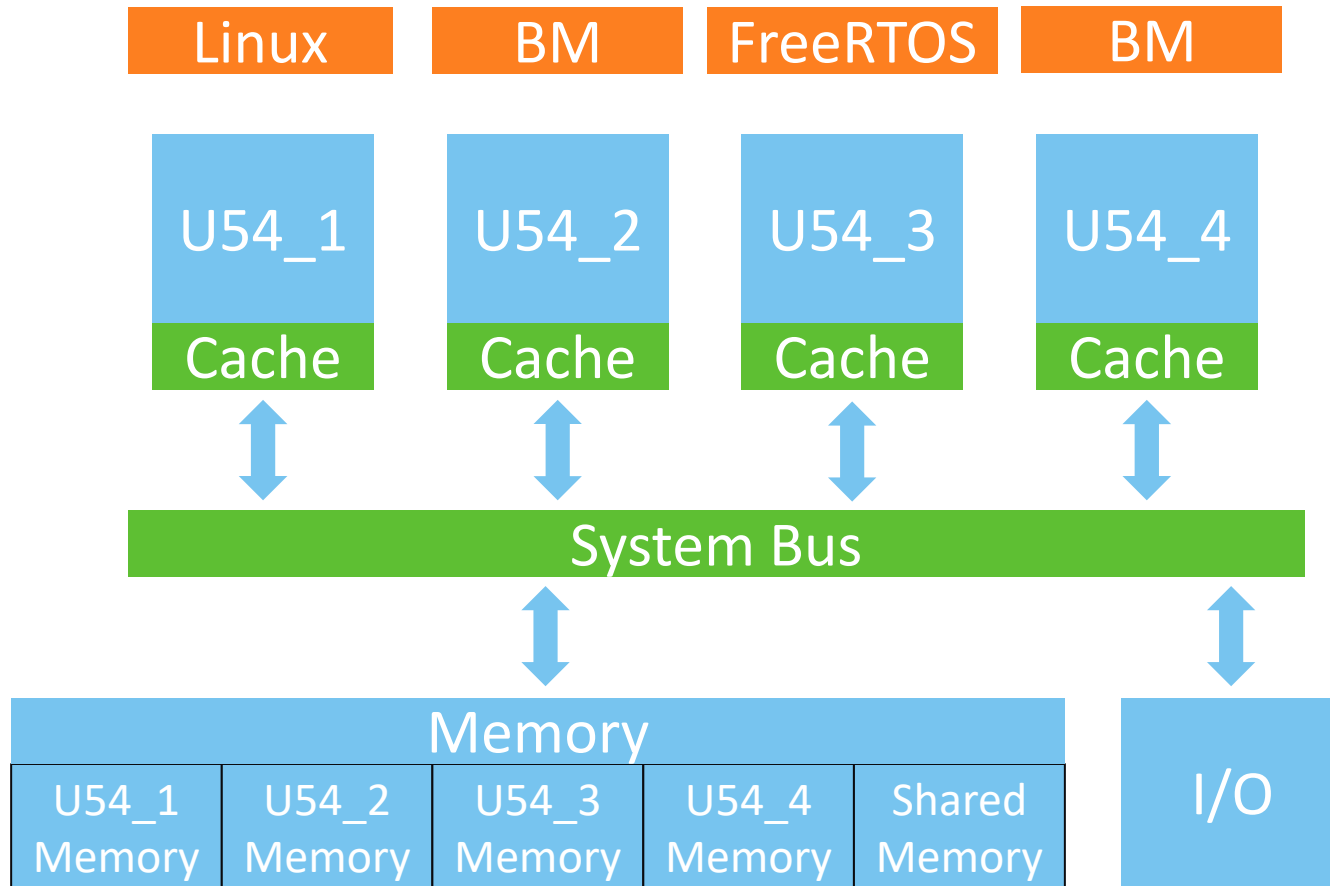 Linux
BM
FreeRTOS
BM
U54_1
U54_2
U54_3
U54_4
Cache
Cache
Cache
Cache
System Bus
Memory
U54_1
Memory
U54_2
Memory
U54_3
Memory
U54_4
Memory
Shared
Memory
I/O